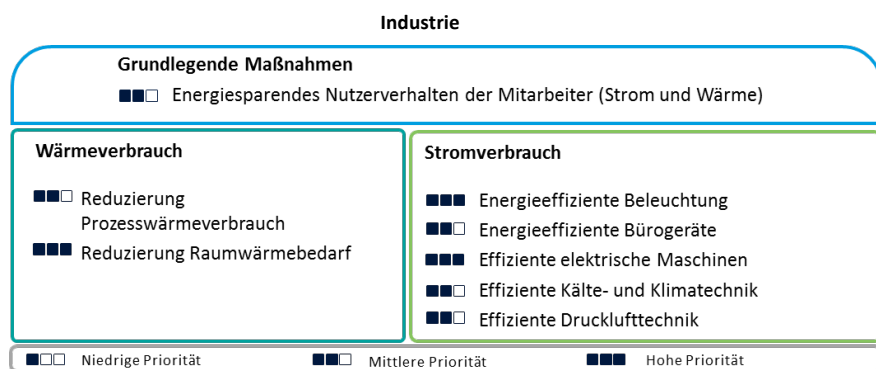 Industrie
Grundlegende Maßnahmen
Energiesparendes Nutzerverhalten der Mitarbeiter (Strom und Wärme)
Wärmeverbrauch
Reduzierung
Prozesswärmeverbrauch
Reduzierung Raumwärmebedarf
Stromverbrauch
Energieeffiziente Beleuchtung
Energieeffiziente Bürogeräte
Effiziente elektrische Maschinen
Effiziente Kälte- und Klimatechnik
Effiziente Drucklufttechnik
Niedrige Priorität
Mittlere Priorität
Hohe Priorität